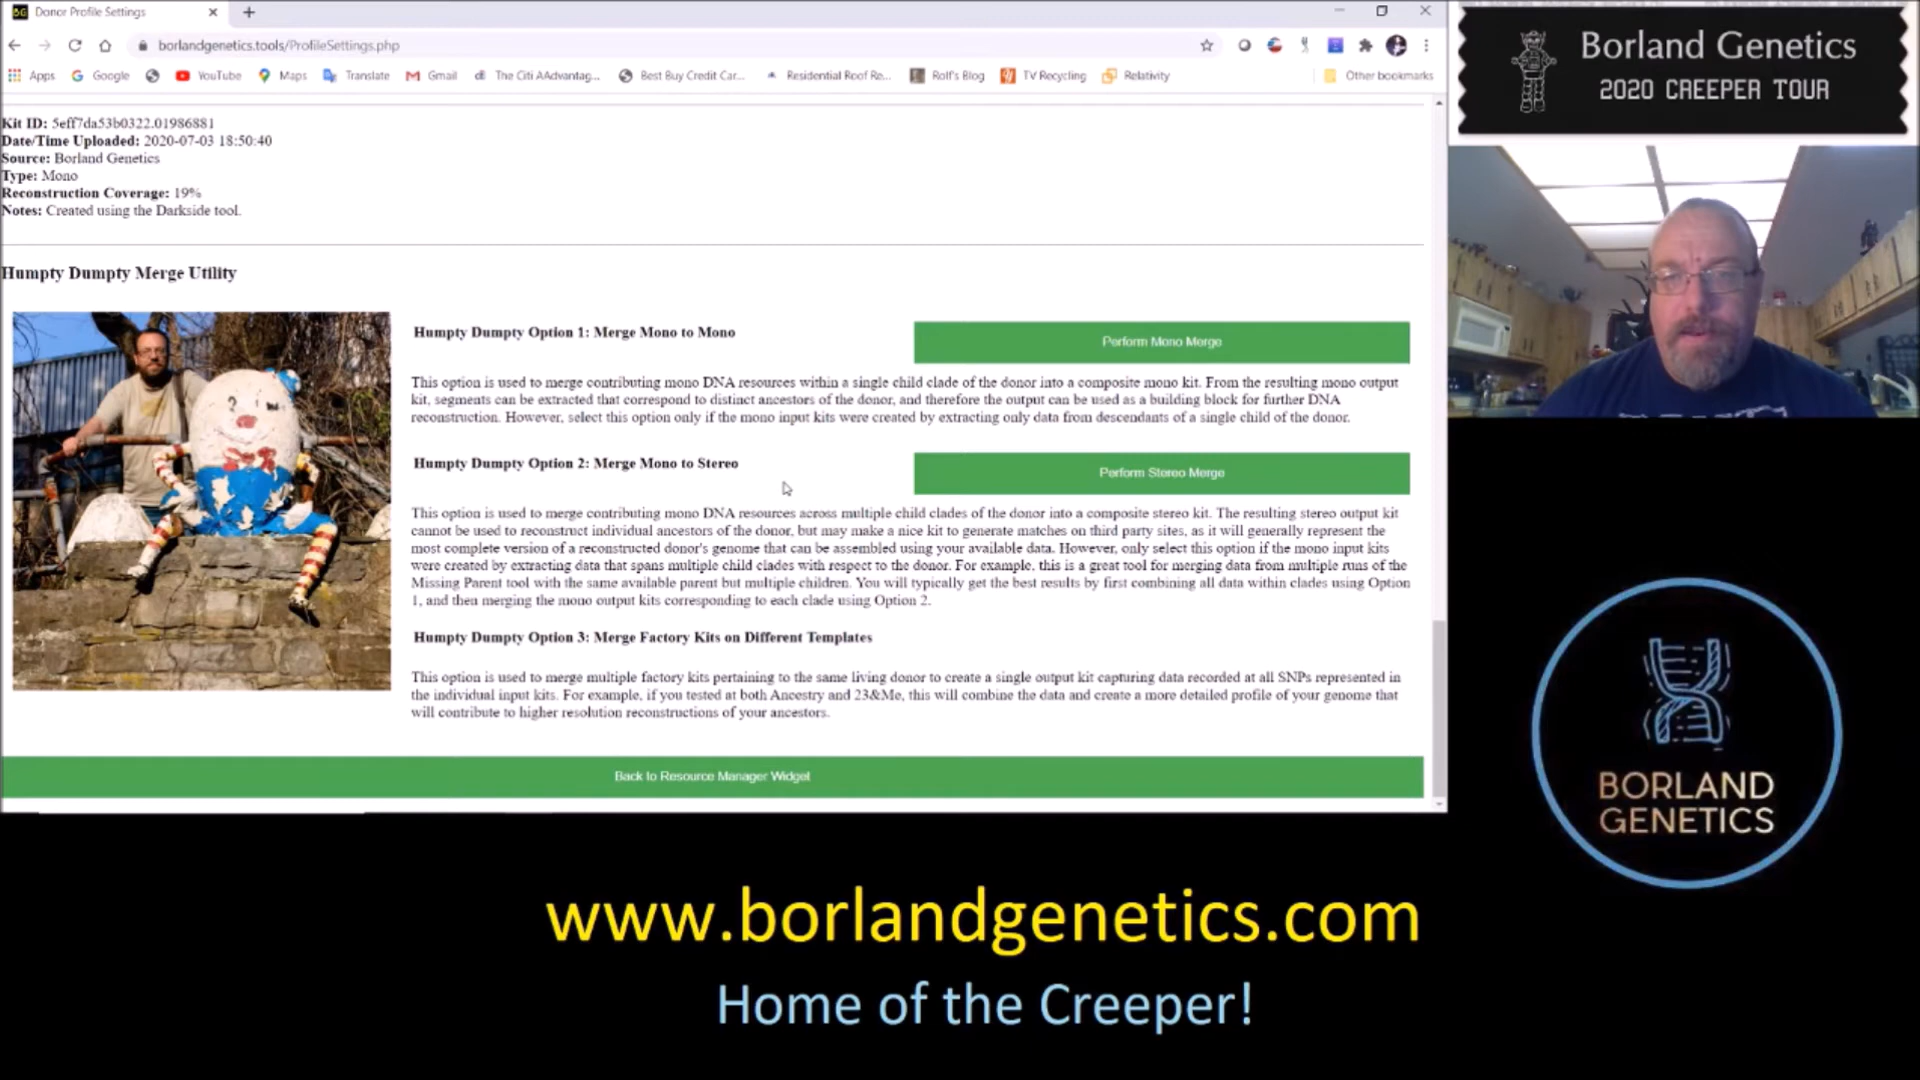 Donor Profile Settings
borlandgenetics.tools/ProfileSettings.php
Apps Google YouTube Maps Translate Gmail The Citi AAdvantag... Best Buy Credit Car... Residential Roof Re... Rolf's Blog TV Recycling Relativity Other bookmarks
Kit ID: 5eff7da53b0322.01986881
Date/Time Uploaded: 2020-07-03 18:50:40
Source: Borland Genetics
Type: Mono
Reconstruction Coverage: 19%
Notes: Created using the Darkside tool.
Humpty Dumpty Merge Utility
Humpty Dumpty Option 1: Merge Mono to Mono
Perform Mono Merge
This option is used to merge contributing mono DNA resources within a single child clade of the donor into a composite mono kit. From the resulting mono output
kit, segments can be extracted that correspond to distinct ancestors of the donor, and therefore the output can be used as a building block for further DNA
reconstruction. However, select this option only if the mono input kits were created by extracting only data from descendants of a single child of the donor.
Humpty Dumpty Option 2: Merge Mono to Stereo
Perform Stereo Merge
This option is used to merge contributing mono DNA resources across multiple child clades of the donor into a composite stereo kit. The resulting stereo output kit
cannot be used to reconstruct individual ancestors of the donor, but may make a nice kit to generate matches on third party sites, as it will generally represent the
most complete version of a reconstructed donor's genome that can be assembled using your available data. However, only select this option if the mono input kits
were created by extracting data that spans multiple child clades with respect to the donor. For example, this is a great tool for merging data from multiple runs of the
Missing Parent tool with the same available parent but multiple children. You will typically get the best results by first combining all data within clades using Option
1, and then merging the mono output kits corresponding to each clade using Option 2.
Humpty Dumpty Option 3: Merge Factory Kits on Different Templates
This option is used to merge multiple factory kits pertaining to the same living donor to create a single output kit capturing data recorded at all SNPs represented in
the individual input kits. For example, if you tested at both Ancestry and 23&Me, this will combine the data and create a more detailed profile of your genome that
will contribute to higher resolution reconstructions of your ancestors.
Back to Resource Manager Widget
Borland Genetics
2020 CREEPER TOUR
BORLAND
GENETICS
www.borlandgenetics.com
Home of the Creeper!